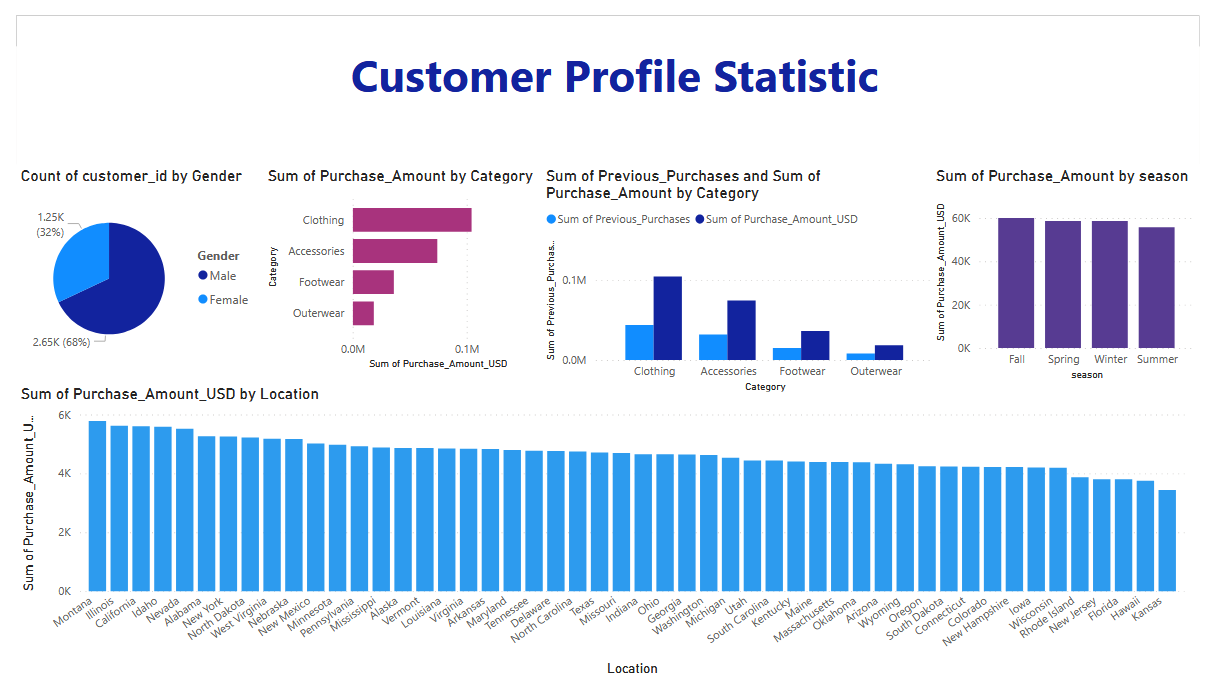 Customer Profile Statistic
Count of customer_id by Gender
1.25K
(32%)
2.65K (68%)
Gender
Male
Female
Sum of Purchase_Amount by Category
Category
Clothing
Accessories
Footwear
Outerwear
0.0M
0.1M
Sum of Purchase_Amount_USD
Sum of Previous_Purchases and Sum of
Purchase_Amount by Category
Sum of Previous_Purchases
Sum of Purchase_Amount_USD
Sum of Previous_Purchas...
0.1M
0.0M
Clothing
Accessories
Footwear
Outerwear
Category
Sum of Purchase_Amount by season
Sum of Purchase_Amount_USD
60K
40K
20K
0K
Fall
Spring
Winter
Summer
season
Sum of Purchase_Amount_USD by Location
Sum of Purchase_Amount_U...
6K
4K
2K
0K
Montana
Illinois
California
Idaho
Nevada
Alabama
New York
North Dakota
West Virginia
Nebraska
New Mexico
Minnesota
Pennsylvania
Mississippi
Alaska
Vermont
Louisiana
Virginia
Arkansas
Maryland
Tennessee
Delaware
North Carolina
Texas
Missouri
Indiana
Ohio
Georgia
Washington
Michigan
Utah
South Carolina
Kentucky
Maine
Massachusetts
Oklahoma
Arizona
Wyoming
Oregon
South Dakota
Connecticut
Colorado
New Hampshire
Iowa
Wisconsin
Rhode Island
New Jersey
Florida
Hawaii
Kansas
Location